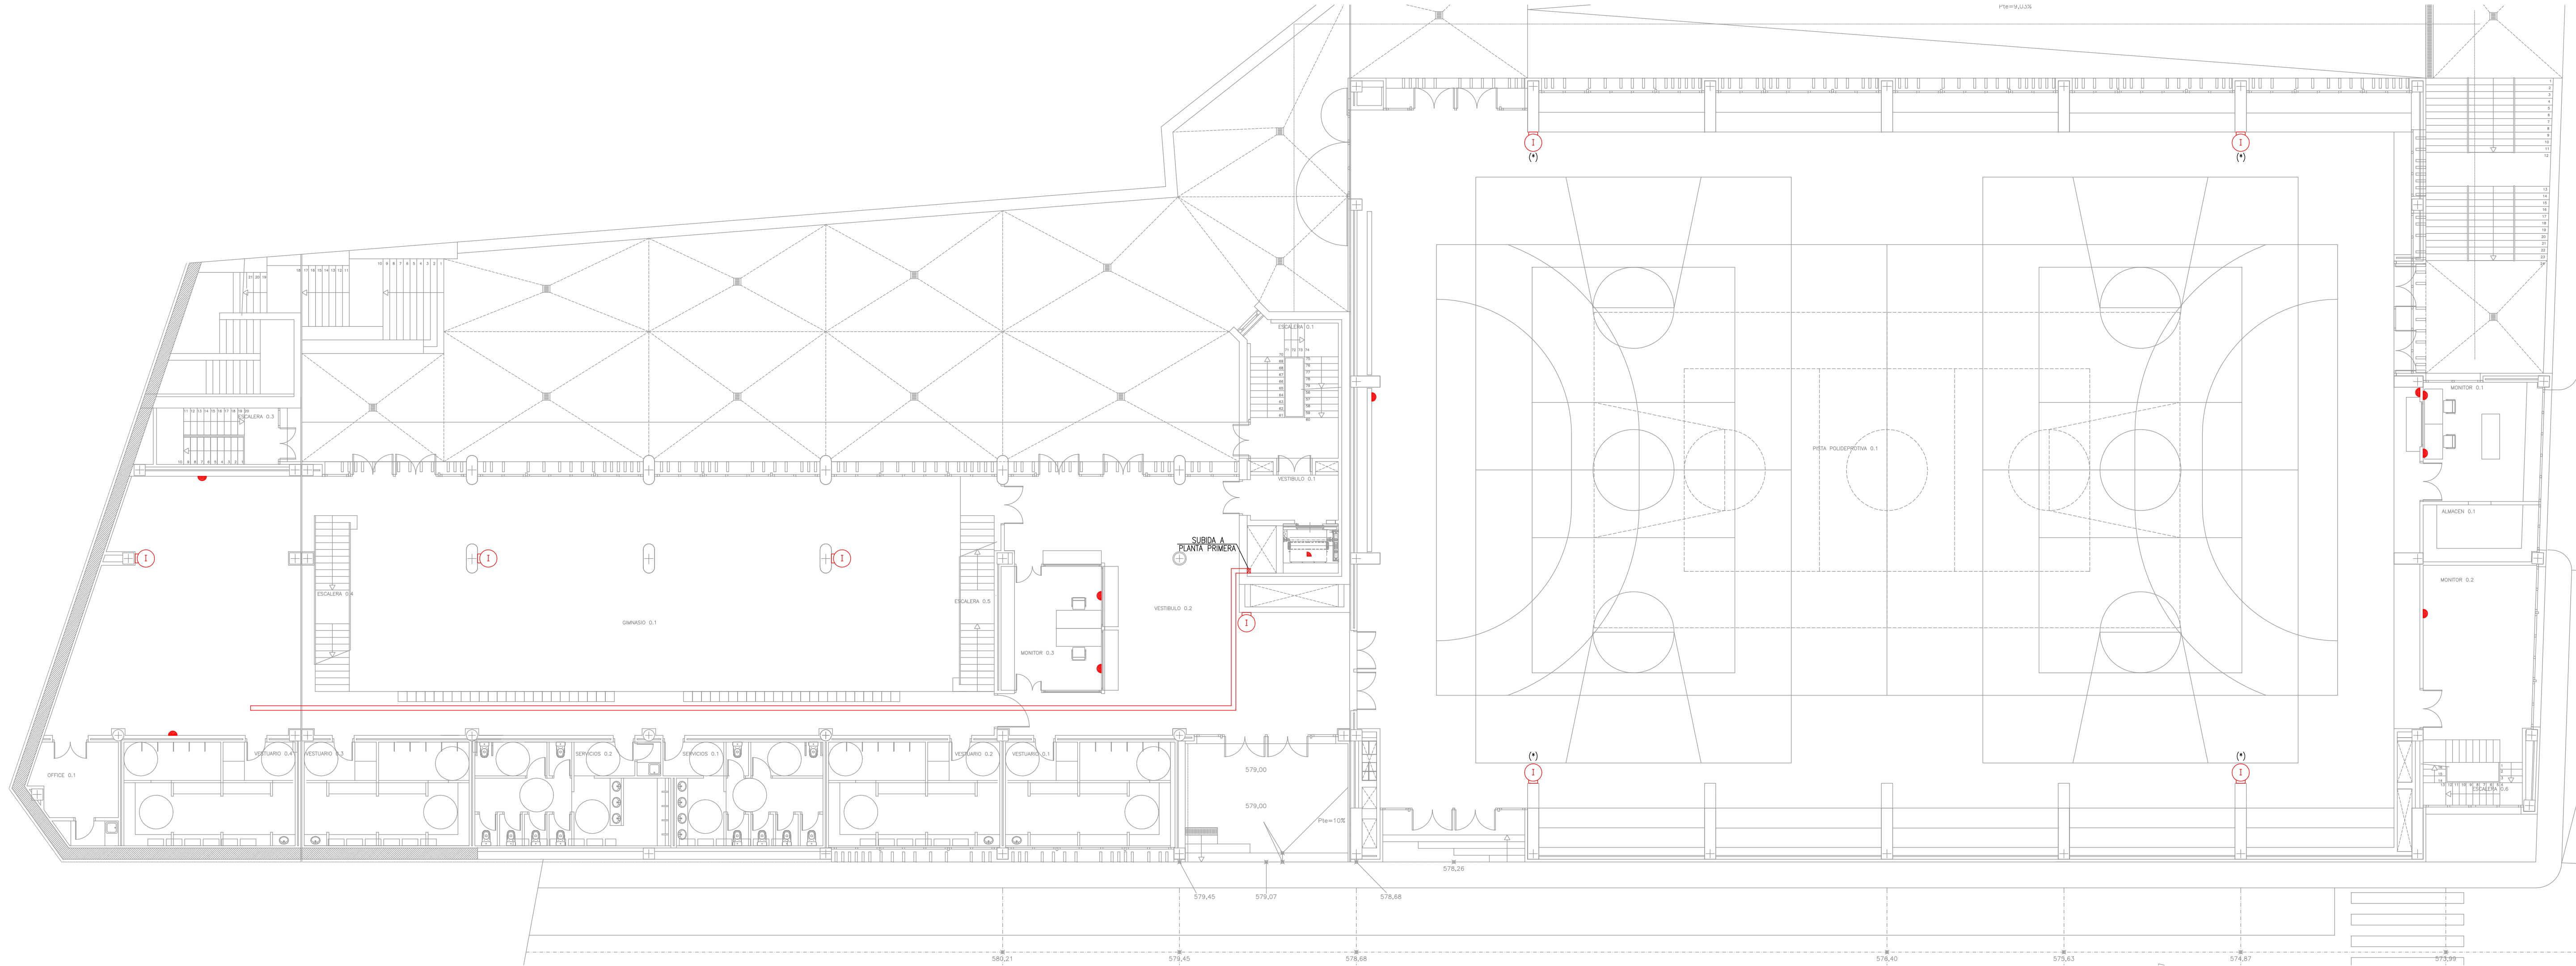 Pte=9,03%
I
(*)
I
(*)
ESCALERA 0.3
ESCALERA 0.1
MONITOR 0.1
PISTA POLIDEPROTIVA 0.1
VESTIBULO 0.1
ALMACEN 0.1
SUBIDA A
PLANTA PRIMERA
I
I
I
MONITOR 0.2
ESCALERA 0.4
ESCALERA 0.5
VESTIBULO 0.2
GIMNASIO 0.1
I
MONITOR 0.3
VESTUARIO 0.4
VESTUARIO 0.3
SERVICIOS 0.2
SERVICIOS 0.1
VESTUARIO 0.2
VESTUARIO 0.1
(*)
I
(*)
I
OFFICE 0.1
579,00
579,00
ESCALERA 0.6
Pte=10%
578,26
579,45
579,07
578,68
580,21
579,45
578,68
576,40
575,63
574,87
573,99